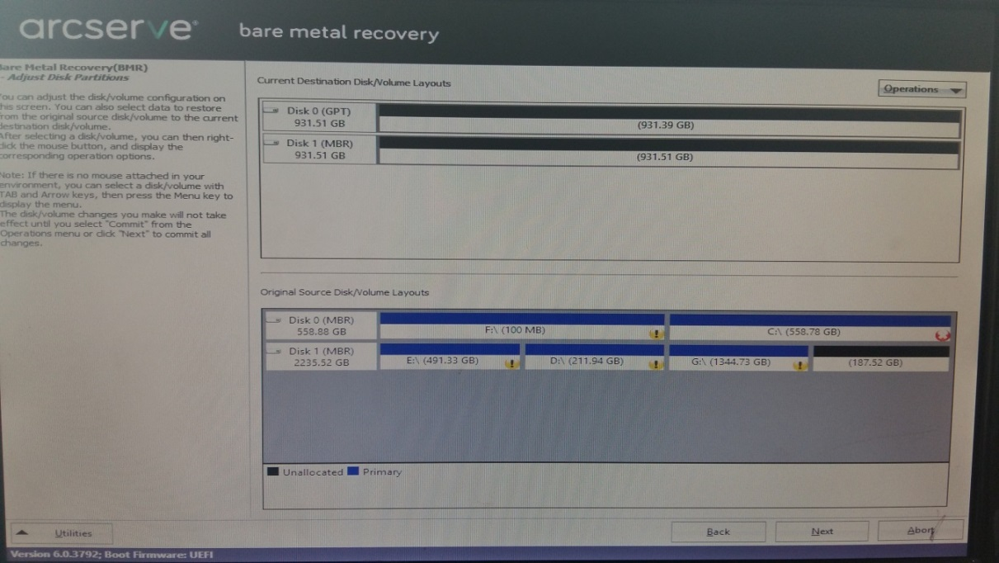 arcserve®
bare metal recovery
are Metal Recovery(BMR)
- Adjust Disk Partitions
ou can adjust the disk/volume configuration on
his screen. You can also select data to restore
rom the original source disk/volume to the current
destination disk/volume.
After selecting a disk/volume, you can then right-
click the mouse button, and display the
corresponding operation options.
Note: If there is no mouse attached in your
environment, you can select a disk/volume with
TAB and Arrow keys, then press the Menu key to
display the menu.
The disk/volume changes you make will not take
effect until you select "Commit" from the
Operations menu or click "Next" to commit all
changes.
Current Destination Disk/Volume Layouts
Operations
Disk 0 (GPT)
931.51 GB
(931.39 GB)
Disk 1 (MBR)
931.51 GB
(931.51 GB)
Original Source Disk/Volume Layouts
Disk 0 (MBR)
558.88 GB
F:\ (100 MB)
C:\ (558.78 GB)
Disk 1 (MBR)
2235.52 GB
E:\ (491.33 GB)
D:\ (211.94 GB)
G:\ (1344.73 GB)
(187.52 GB)
Unallocated
Primary
Utilities
Back
Next
Abort
Version 6.0.3792; Boot Firmware: UEFI